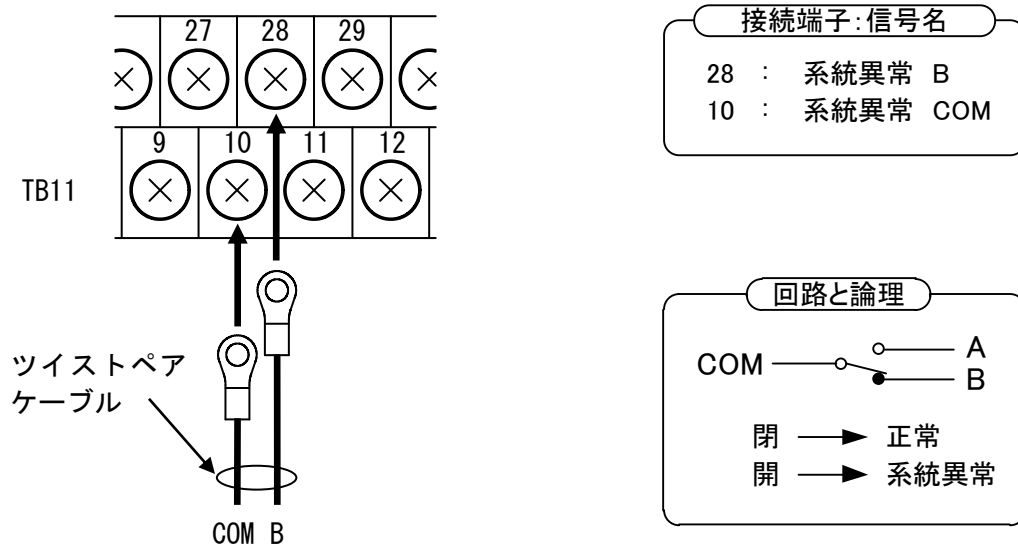 27 28 29
9 10 11 12
TB11
ツイストペア
ケーブル
COM B
接続端子:信号名
28 : 系統異常 B
10 : 系統異常 COM
回路と論理
COM
A
B
閉 → 正常
開 → 系統異常